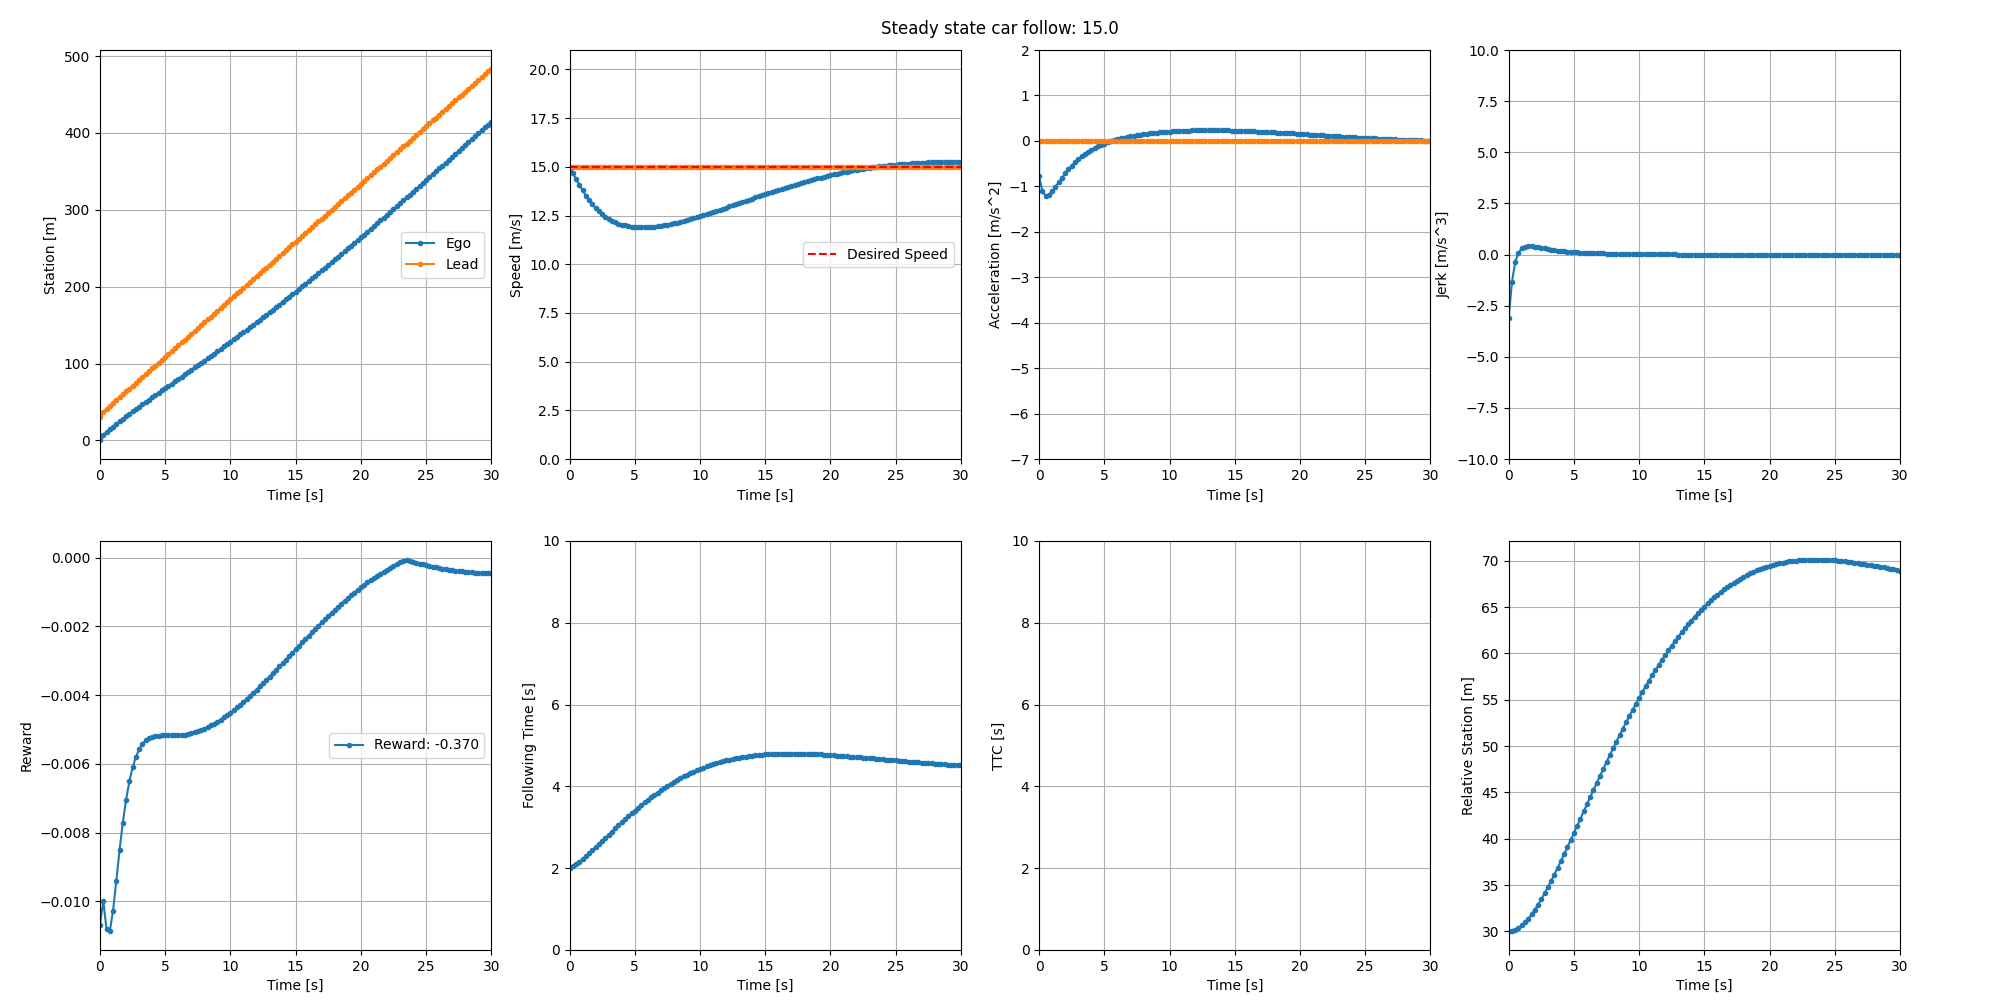 Steady state car follow: 15.0
500
400
300
200
100
0
Station [m]
Ego
Lead
0 5 10 15 20 25 30
Time [s]
20.0
17.5
15.0
12.5
10.0
7.5
5.0
2.5
0.0
Speed [m/s]
Desired Speed
0 5 10 15 20 25 30
Time [s]
2
1
0
−1
−2
−3
−4
−5
−6
−7
Acceleration [m/s^2]
0 5 10 15 20 25 30
Time [s]
10.0
7.5
5.0
2.5
0.0
−2.5
−5.0
−7.5
−10.0
Jerk [m/s^3]
0 5 10 15 20 25 30
Time [s]
0.000
−0.002
−0.004
−0.006
−0.008
−0.010
Reward
Reward: -0.370
0 5 10 15 20 25 30
Time [s]
10
8
6
4
2
0
Following Time [s]
0 5 10 15 20 25 30
Time [s]
10
8
6
4
2
0
TTC [s]
0 5 10 15 20 25 30
Time [s]
70
65
60
55
50
45
40
35
30
Relative Station [m]
0 5 10 15 20 25 30
Time [s]